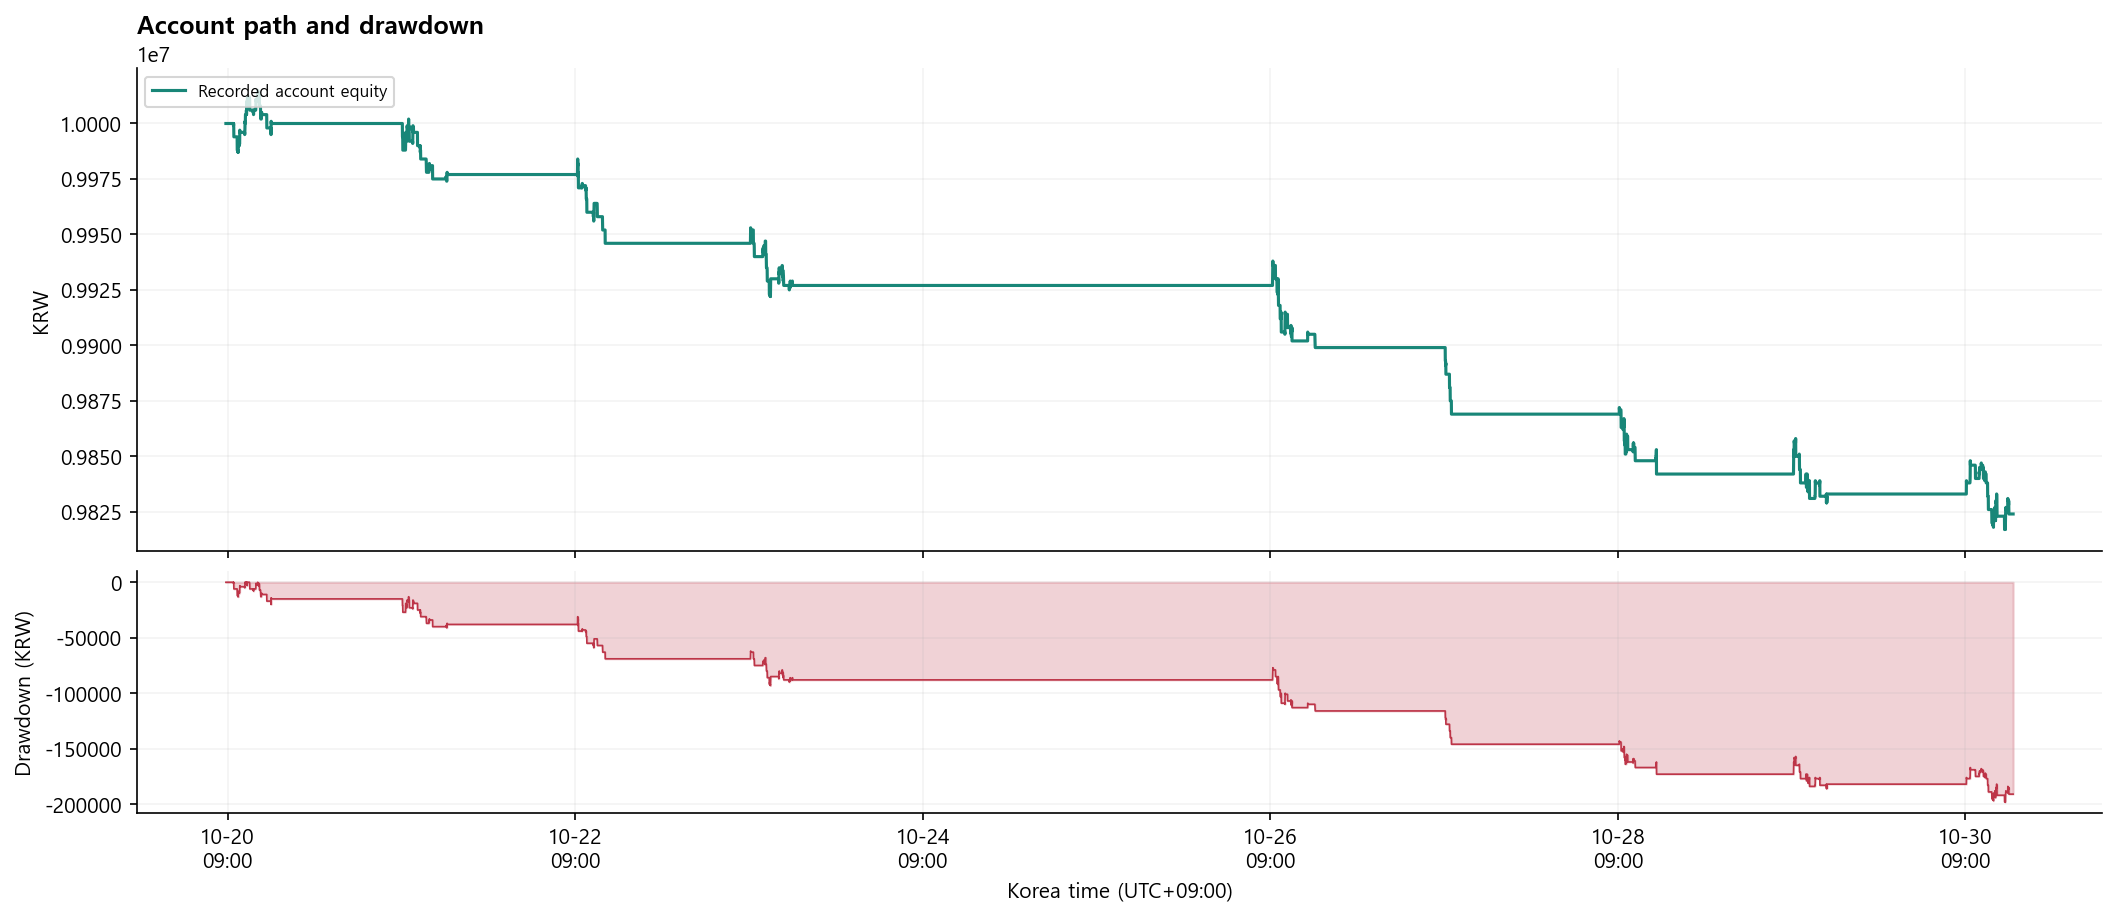 Account path and drawdown
1e7
Recorded account equity
1.0000
0.9975
0.9950
0.9925
0.9900
0.9875
0.9850
0.9825
KRW
0
-50000
-100000
-150000
-200000
Drawdown (KRW)
10-20 10-22 10-24 10-26 10-28 10-30
09:00 09:00 09:00 09:00 09:00 09:00
Korea time (UTC+09:00)